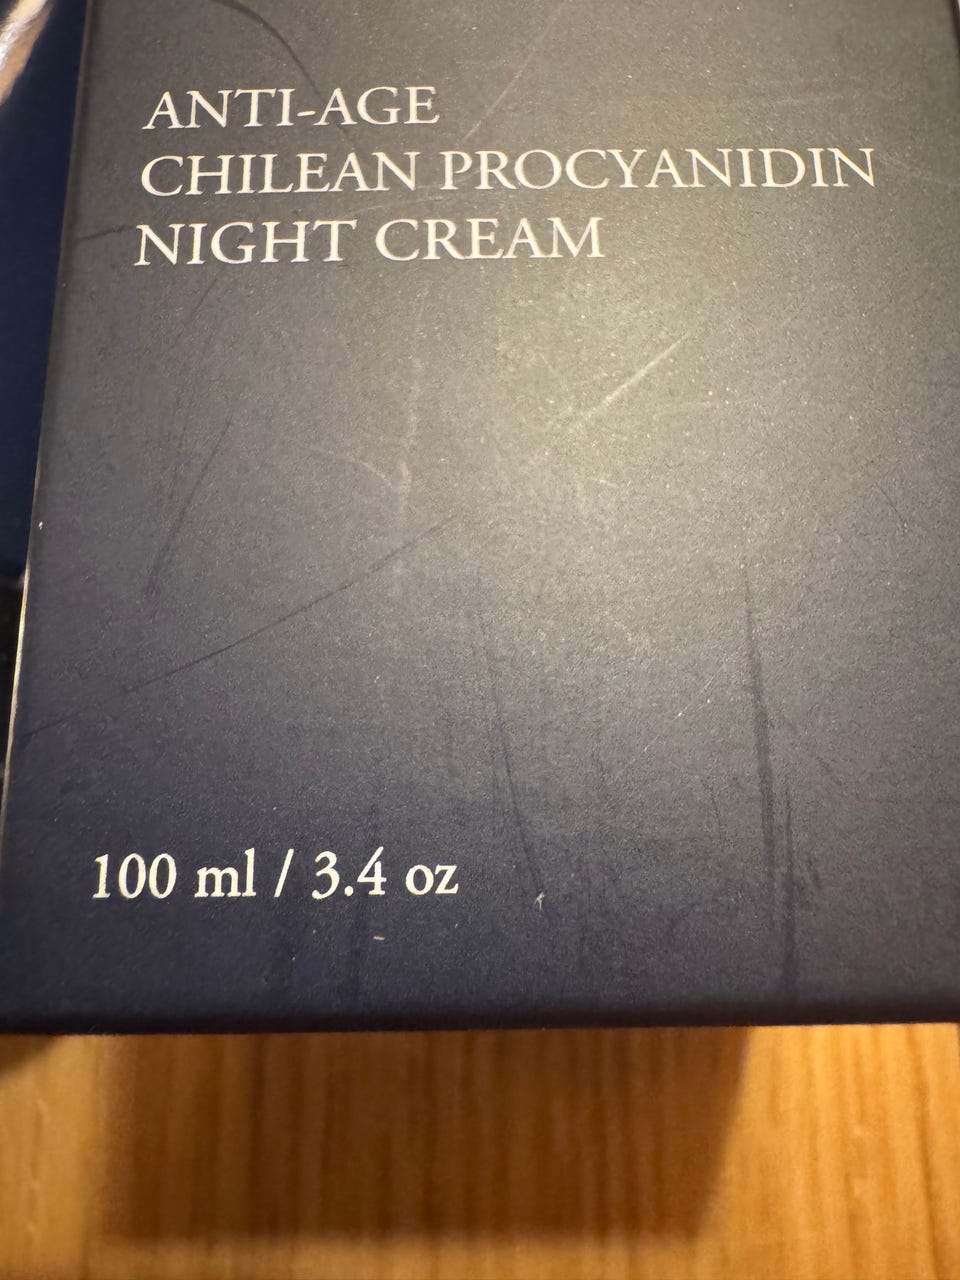 ANTI-AGE
CHILEAN PROCYANIDIN
NIGHT CREAM
100 ml / 3.4 oz